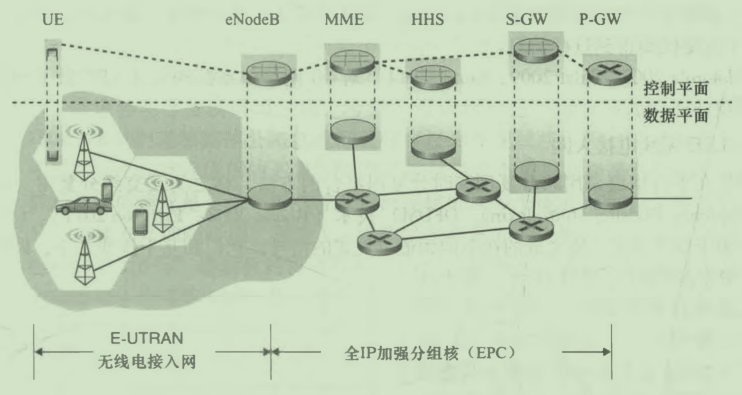 UE eNodeB MME HHS S-GW P-GW
控制平面
数据平面
E-UTRAN
无线电接入网
全IP加强分组核（EPC）